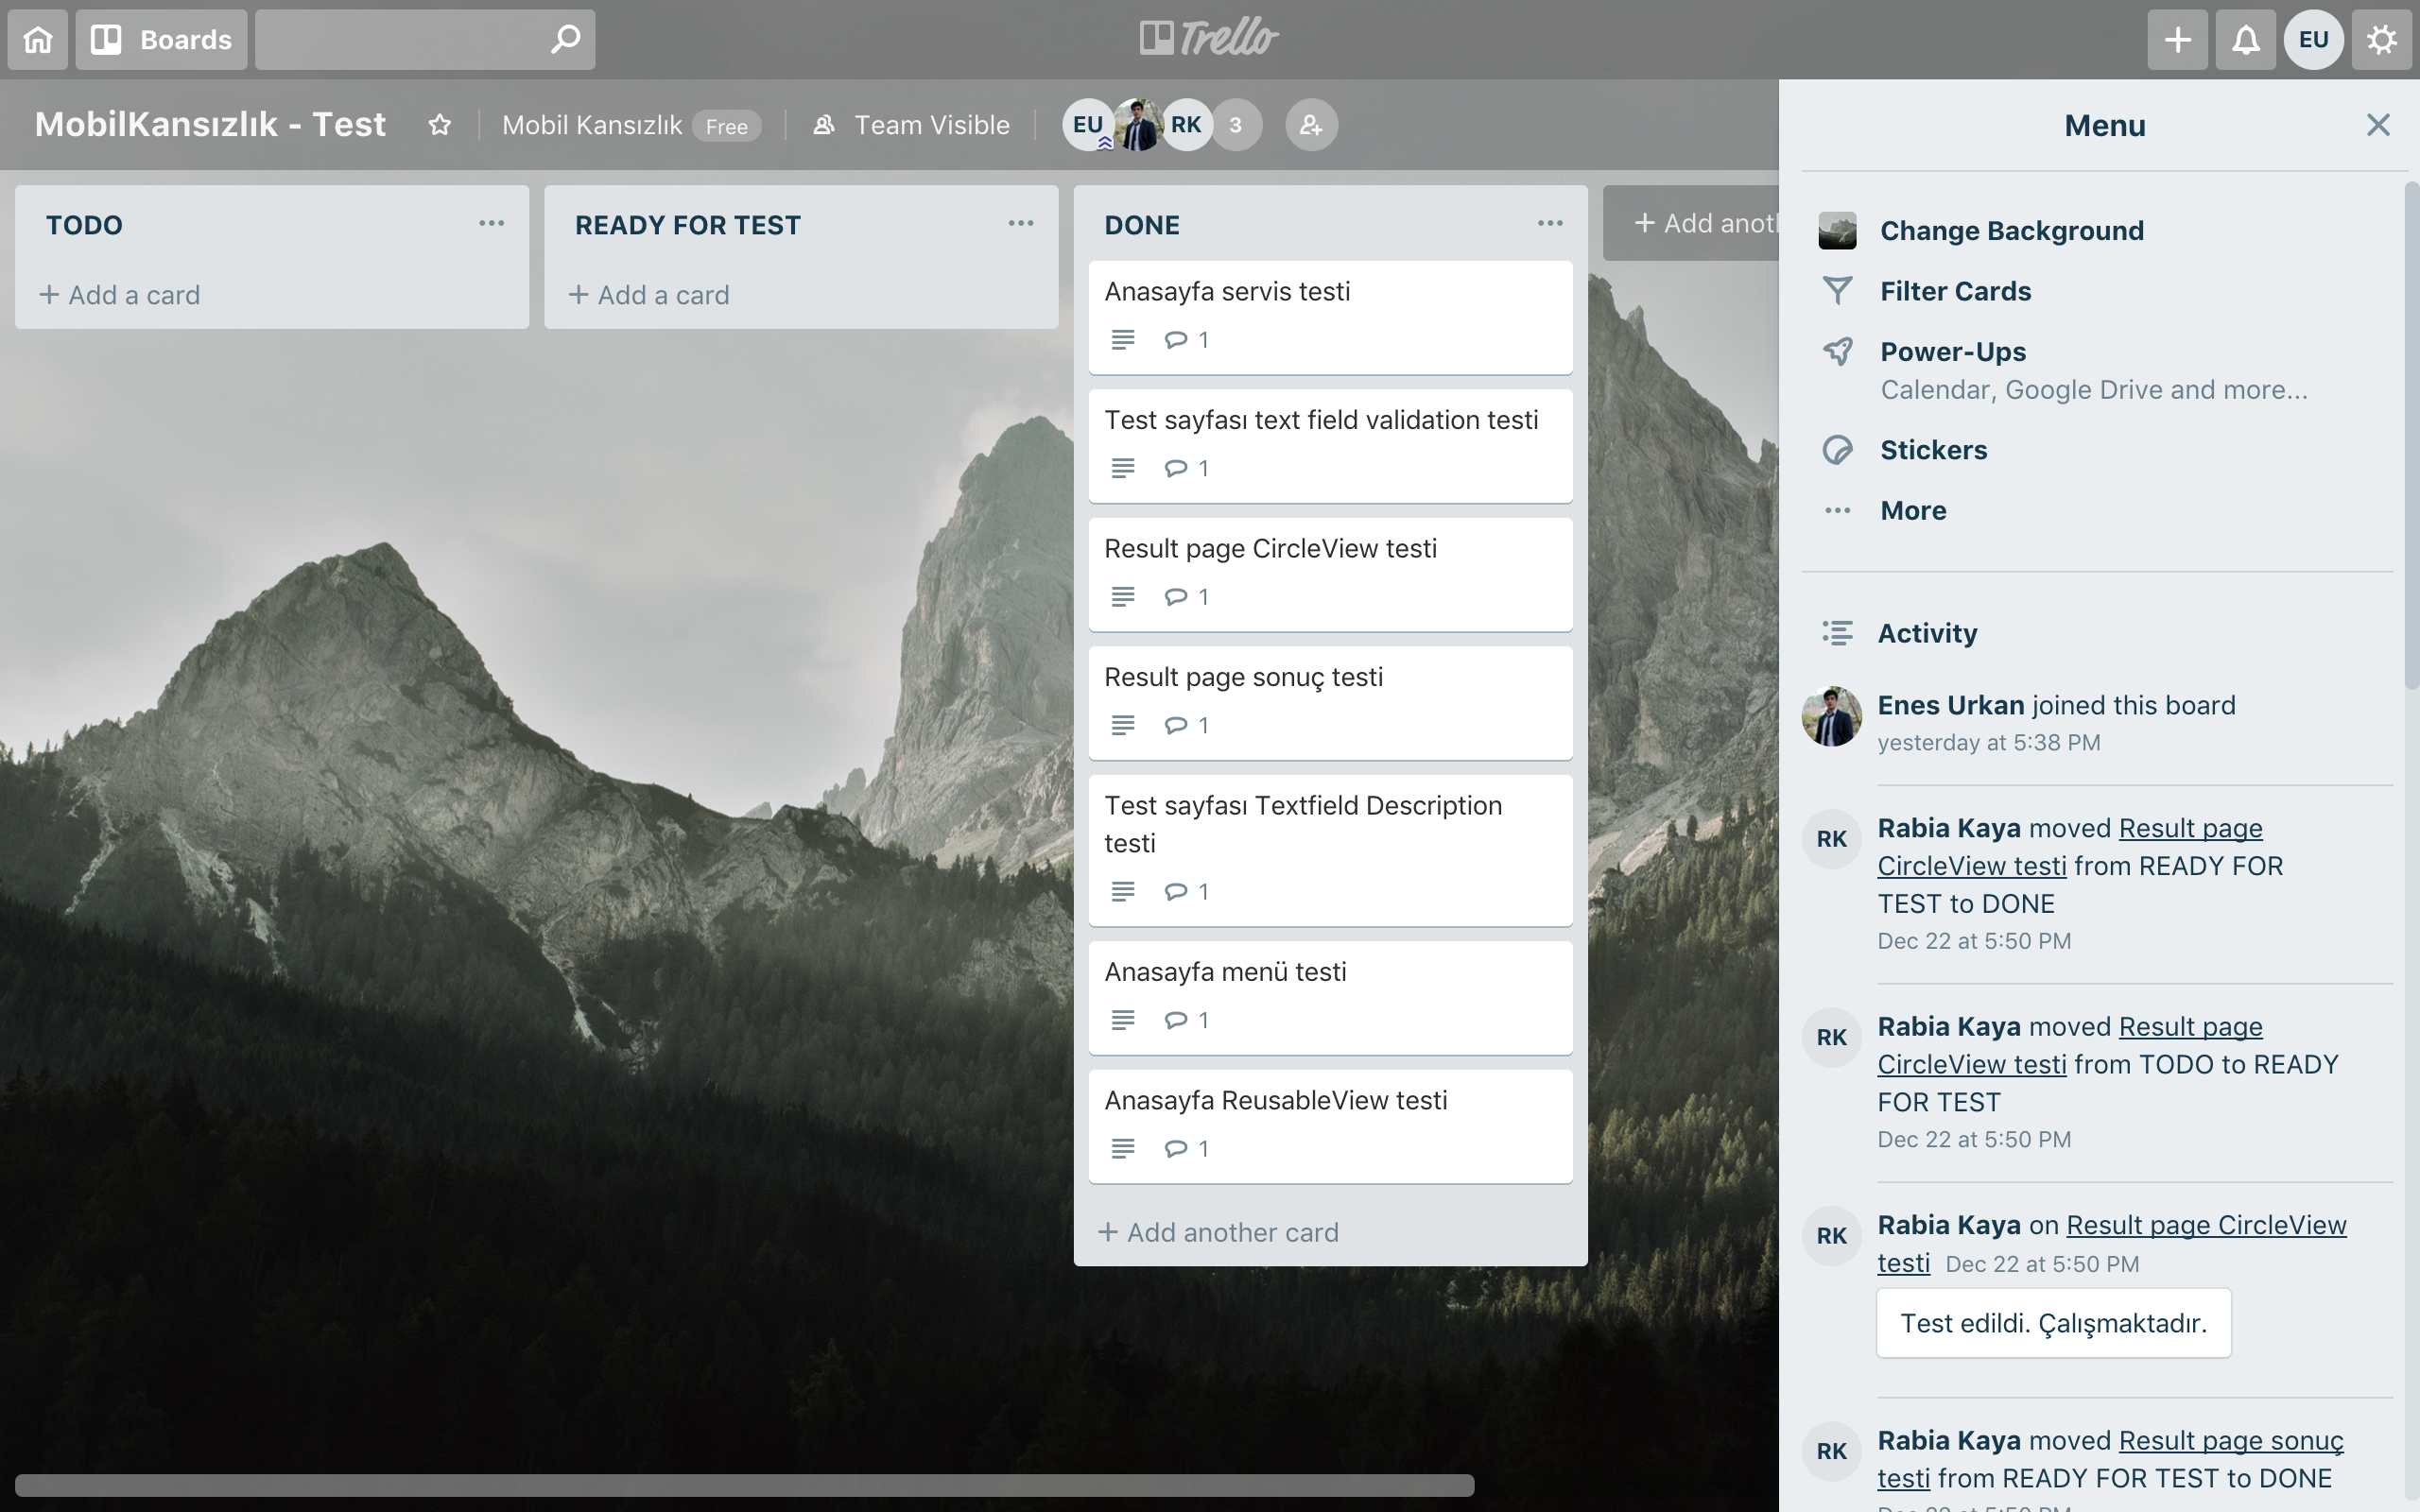 Boards
Trello
EU
MobilKansızlık - Test
Mobil Kansızlık Free
Team Visible
EU RK 3
TODO
+ Add a card
READY FOR TEST
+ Add a card
DONE
Anasayfa servis testi
1
Test sayfası text field validation testi
1
Result page CircleView testi
1
Result page sonuç testi
1
Test sayfası Textfield Description
testi
1
Anasayfa menü testi
1
Anasayfa ReusableView testi
1
+ Add another card
+ Add anoth
Menu
Change Background
Filter Cards
Power-Ups
Calendar, Google Drive and more...
Stickers
More
Activity
Enes Urkan joined this board
yesterday at 5:38 PM
RK
Rabia Kaya moved Result page
CircleView testi from READY FOR
TEST to DONE
Dec 22 at 5:50 PM
RK
Rabia Kaya moved Result page
CircleView testi from TODO to READY
FOR TEST
Dec 22 at 5:50 PM
RK
Rabia Kaya on Result page CircleView
testi Dec 22 at 5:50 PM
Test edildi. Çalışmaktadır.
RK
Rabia Kaya moved Result page sonuç
testi from READY FOR TEST to DONE